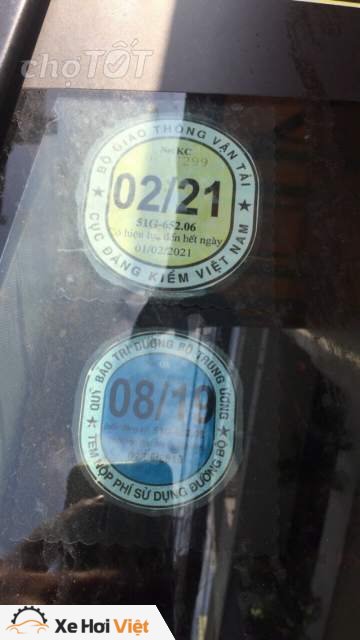 chợTỐT
BỘ GIAO THÔNG VẬN TẢI
No: KC
299
02/21
51G-652.06
Có hiệu lực đến hết ngày
01/02/2021
CỤC ĐĂNG KIỂM VIỆT NAM
QUỸ BẢO TRÌ ĐƯỜNG BỘ TRUNG ƯƠNG
08/19
TEM NỘP PHÍ SỬ DỤNG ĐƯỜNG BỘ
Xe Hơi Việt